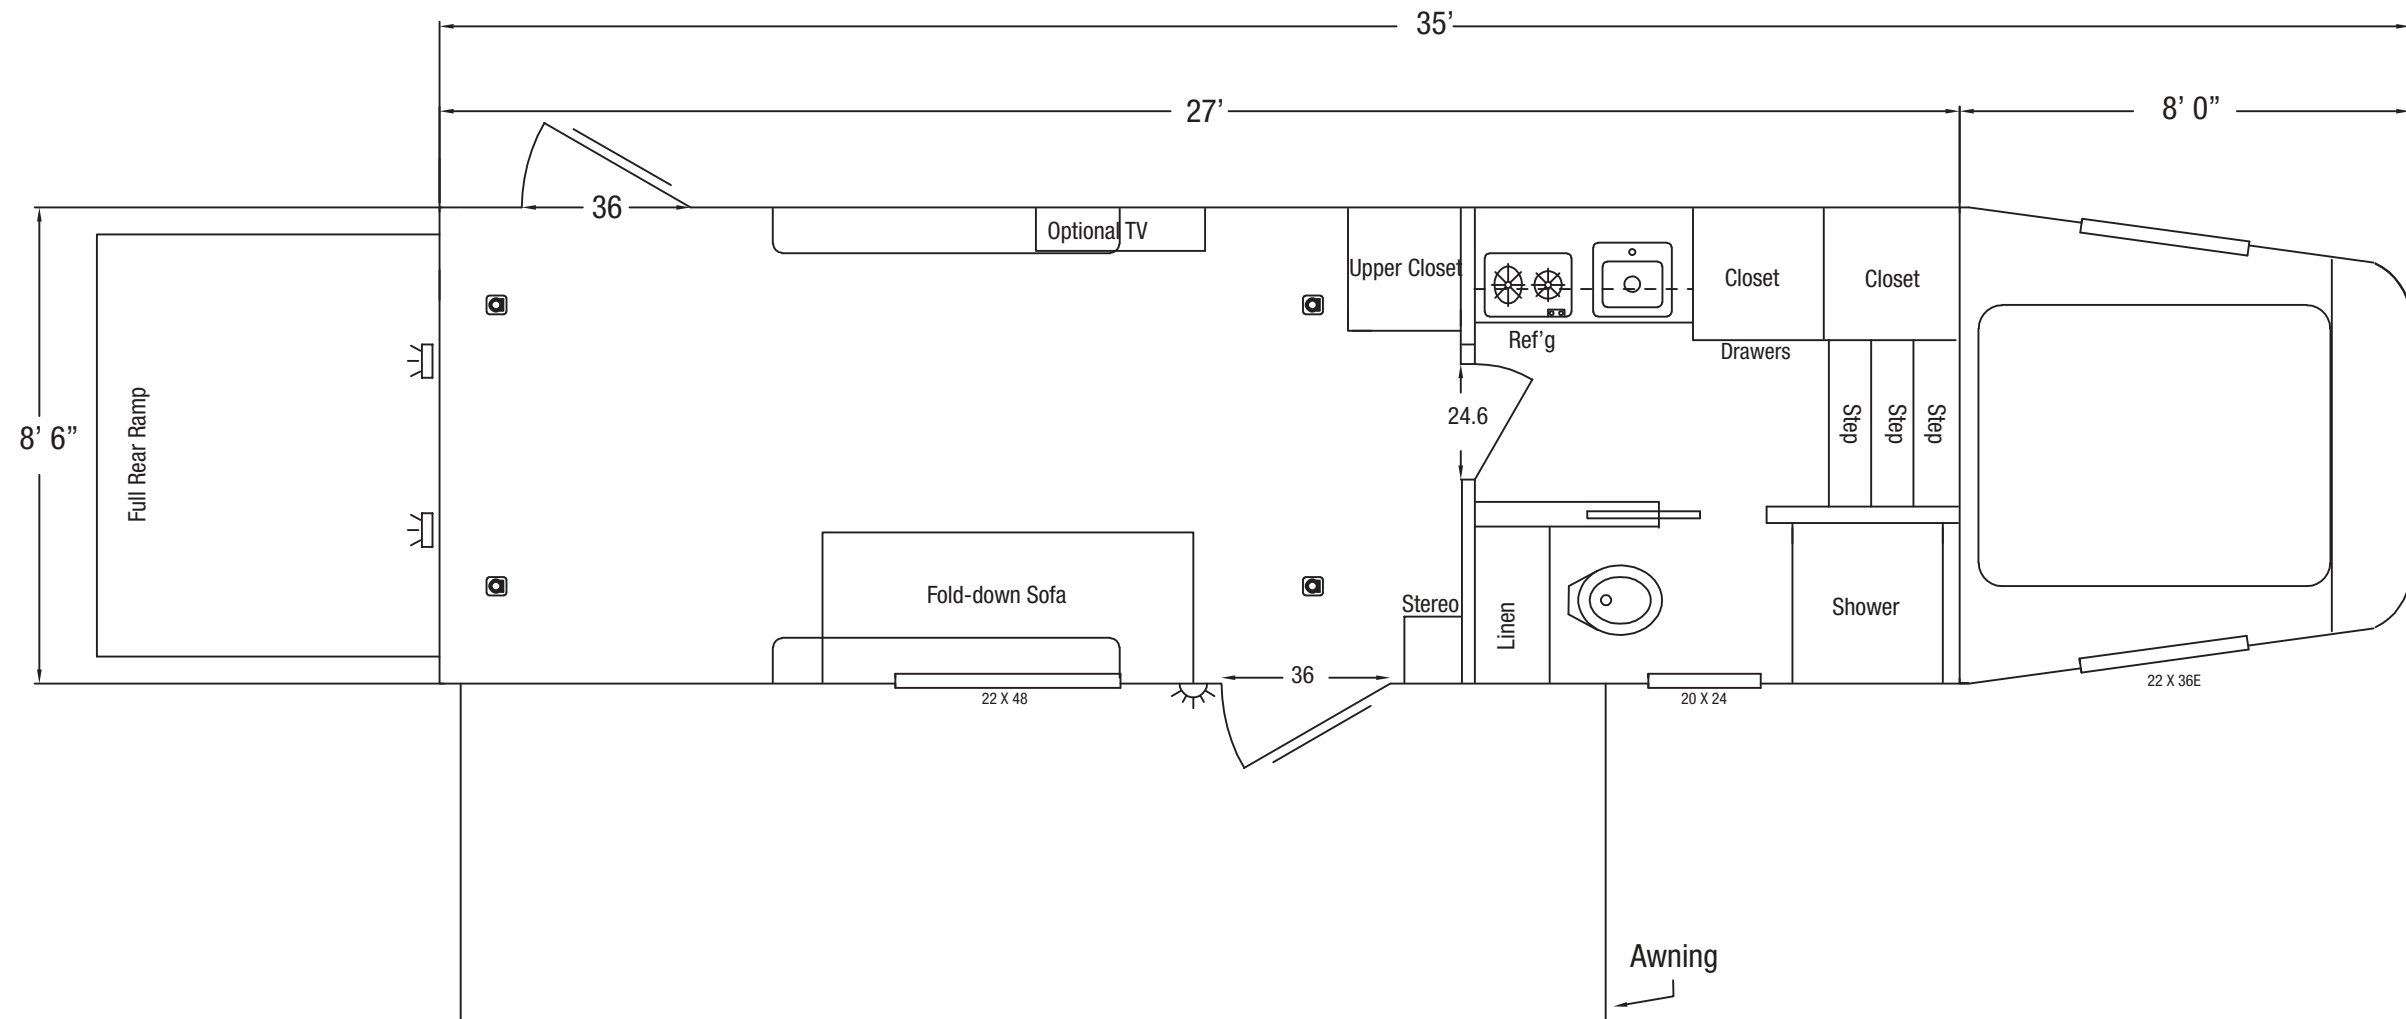 35’
27’
8’ 0”
36
Optional TV
Upper Closet
Closet
Closet
Ref’g
Drawers
Full Rear Ramp
8’ 6”
24.6
Step
Step
Step
Fold-down Sofa
Stereo
Linen
Shower
36
22 X 48
20 X 24
22 X 36E
Awning